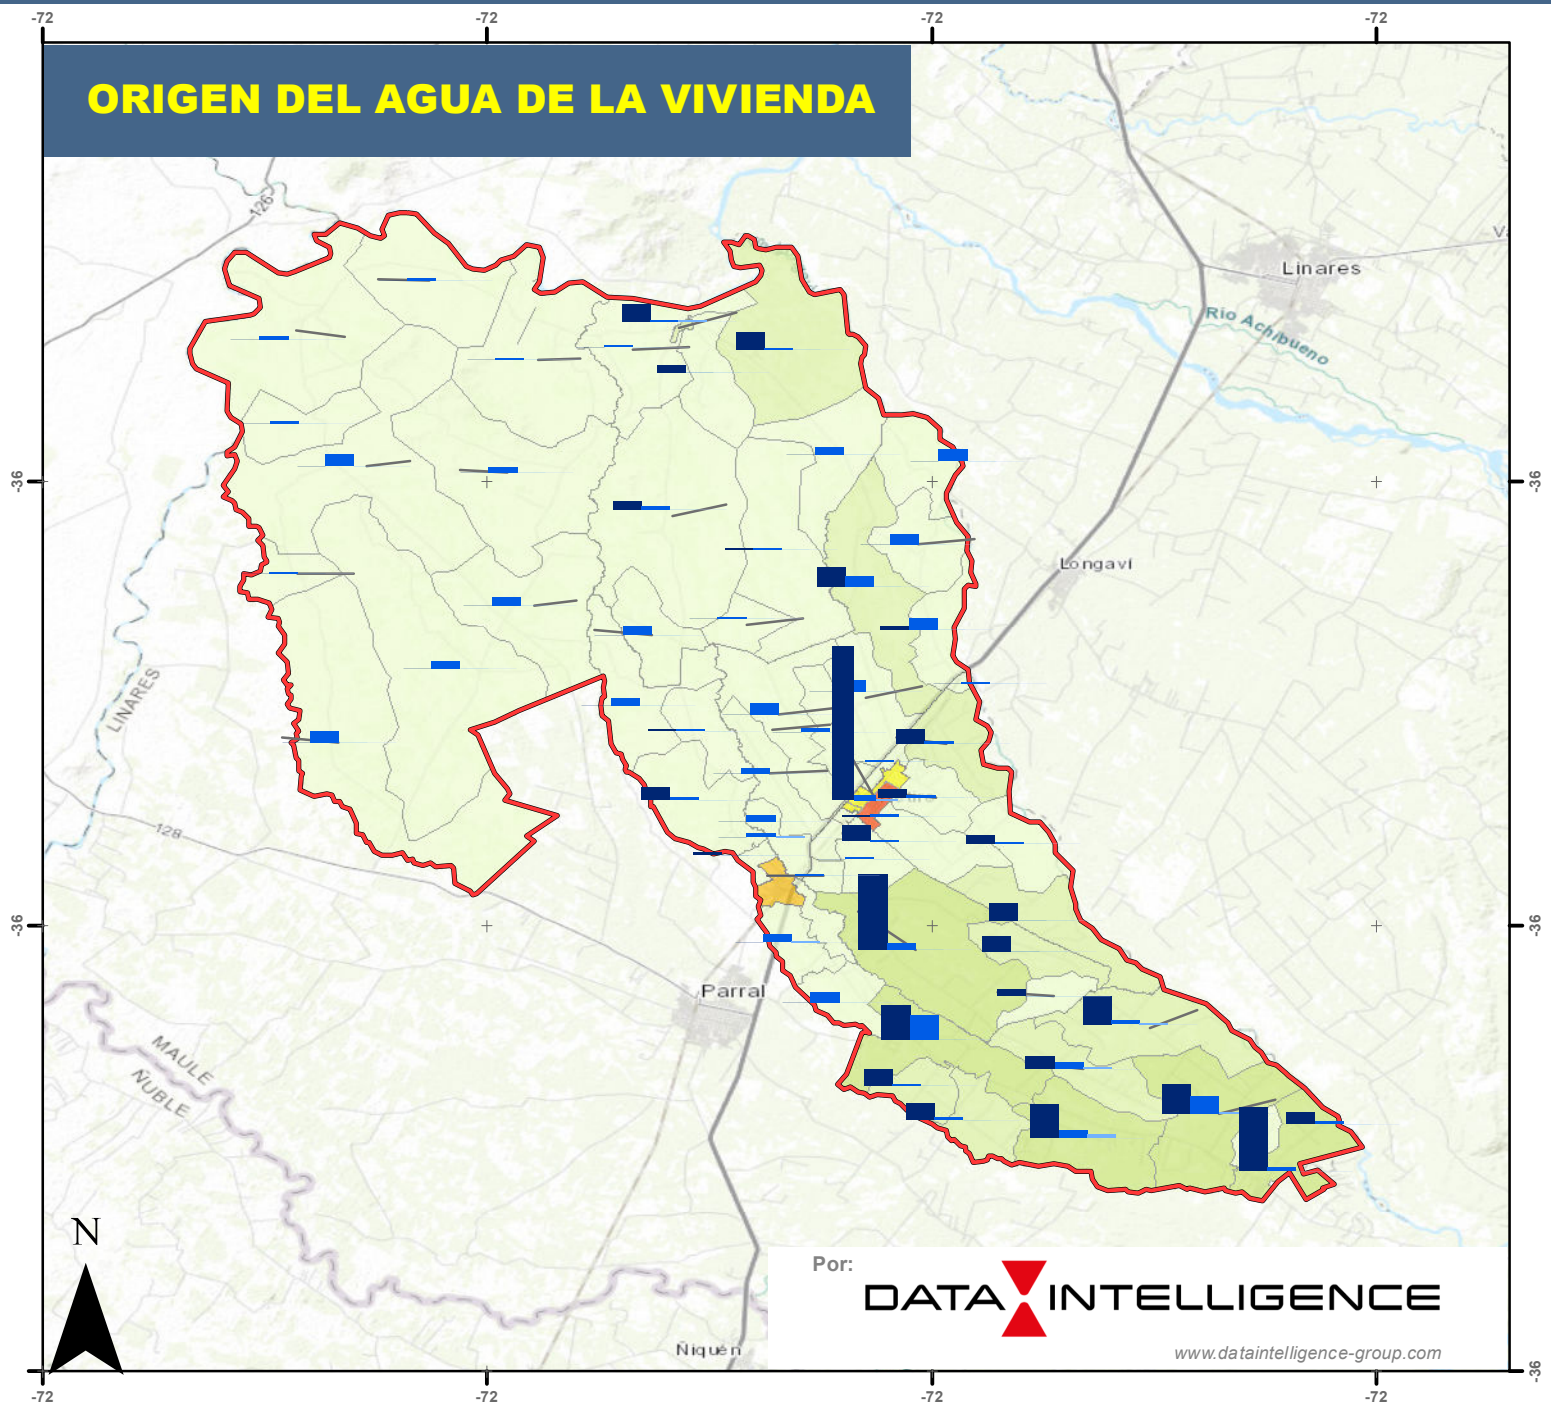 -72 -72 -72 -72
ORIGEN DEL AGUA DE LA VIVIENDA
126
Linares
Río Achibueno
-36 -36
Longaví
LINARES
128
-36 -36
Parral
MAULE
ÑUBLE
N
Por:
DATA INTELLIGENCE
www.dataintelligence-group.com
Ñiquén
-36
-72 -72 -72 -72